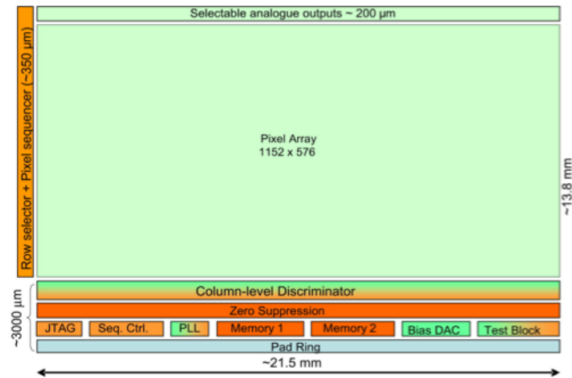 Selectable analogue outputs ~ 200 µm
Row selector + Pixel sequencer (~350 µm)
Pixel Array
1152 x 576
~13.8 mm
~3000 µm
Column-level Discriminator
Zero Suppression
JTAG Seq. Ctrl. PLL Memory 1 Memory 2 Bias DAC Test Block
Pad Ring
~21.5 mm